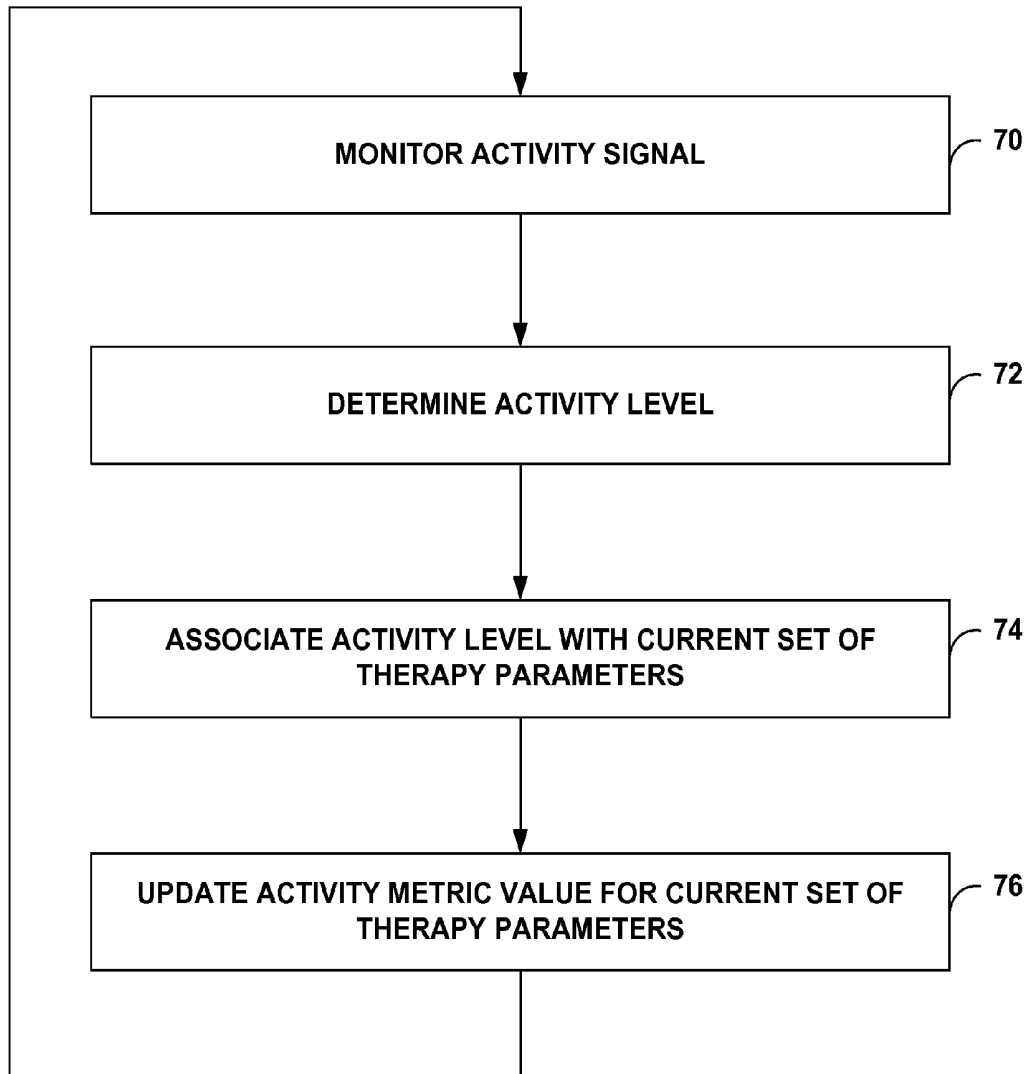 MONITOR ACTIVITY SIGNAL
70
DETERMINE ACTIVITY LEVEL
72
ASSOCIATE ACTIVITY LEVEL WITH CURRENT SET OF
THERAPY PARAMETERS
74
UPDATE ACTIVITY METRIC VALUE FOR CURRENT SET OF
THERAPY PARAMETERS
76